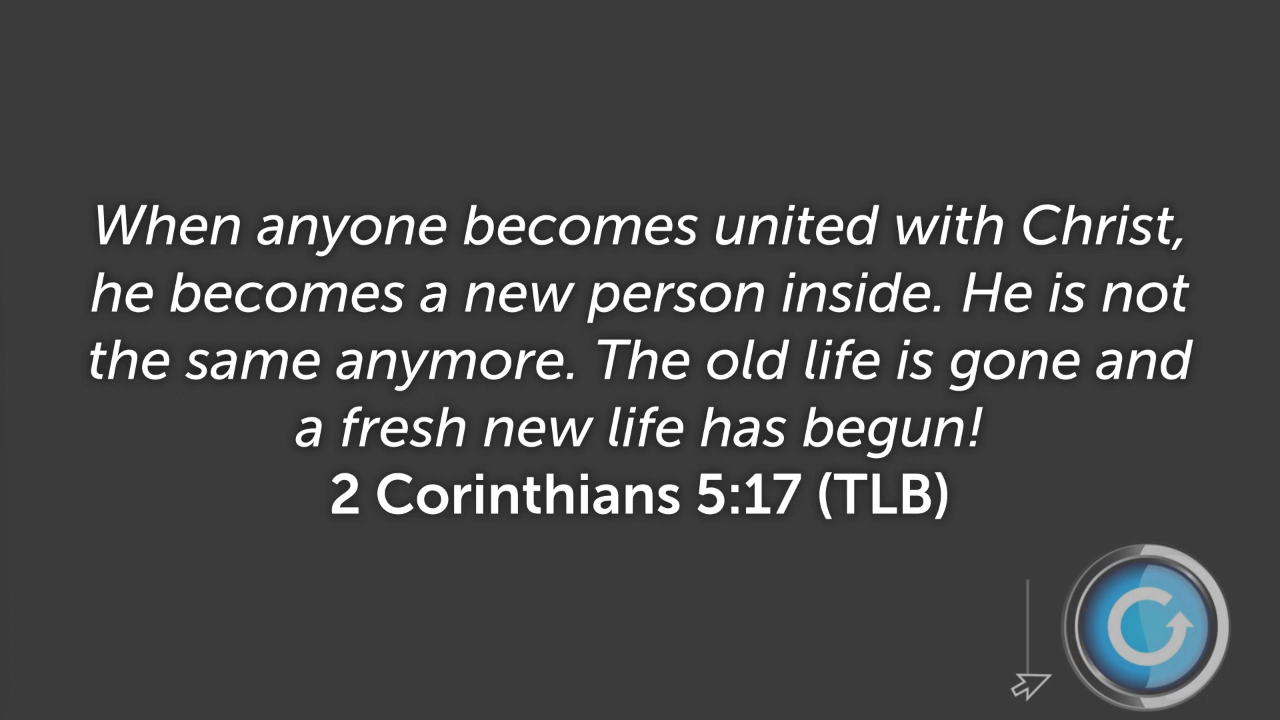 When anyone becomes united with Christ,
he becomes a new person inside. He is not
the same anymore. The old life is gone and
a fresh new life has begun!
2 Corinthians 5:17 (TLB)